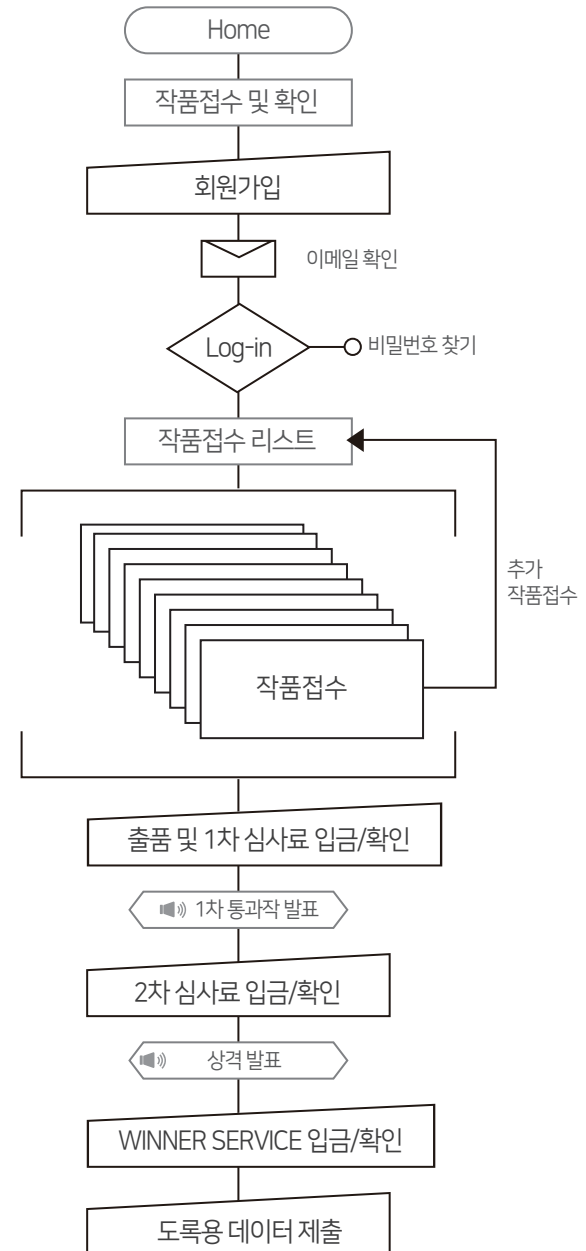 Home
작품접수 및 확인
회원가입
이메일 확인
Log-in
비밀번호 찾기
작품접수 리스트
추가
작품접수
작품접수
출품 및 1차 심사료 입금/확인
1차 통과작 발표
2차 심사료 입금/확인
상격 발표
WINNER SERVICE 입금/확인
도록용 데이터 제출